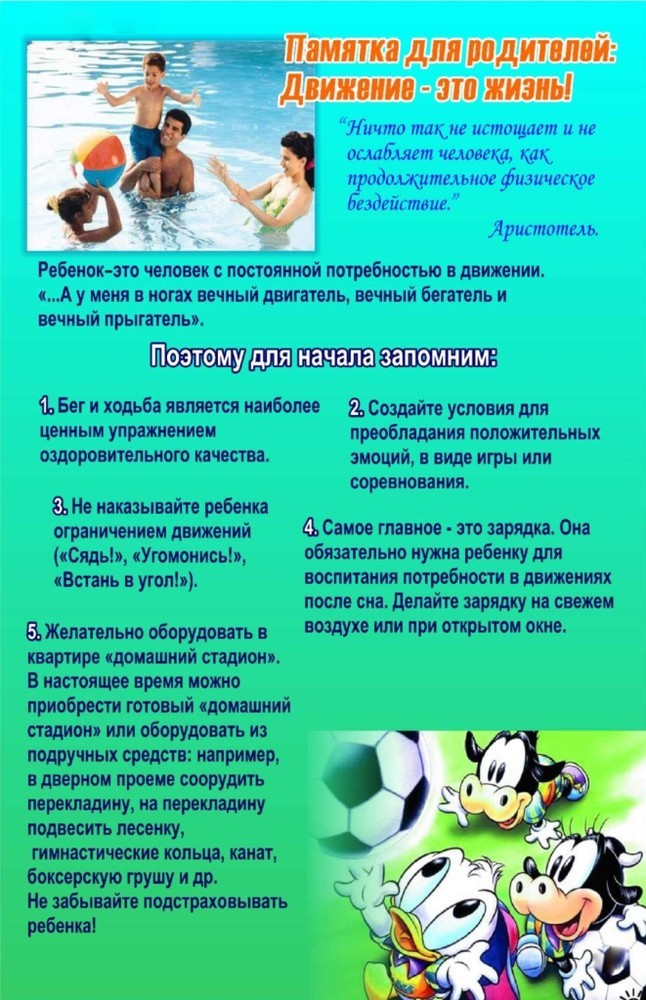 Памятка для родителей:
Движение - это жизнь!
“Ничто так не истощает и не
ослабляет человека, как
продолжительное физическое
бездействие.”
Аристотель.
Ребенок–это человек с постоянной потребностью в движении.
«...А у меня в ногах вечный двигатель, вечный бегатель и
вечный прыгатель».
Поэтому для начала запомним:
1. Бег и ходьба является наиболее
ценным упражнением
оздоровительного качества.
2. Создайте условия для
преобладания положительных
эмоций, в виде игры или
соревнования.
3. Не наказывайте ребенка
ограничением движений
(«Сядь!», «Угомонись!»,
«Встань в угол!»).
4. Самое главное - это зарядка. Она
обязательно нужна ребенку для
воспитания потребности в движениях
после сна. Делайте зарядку на свежем
воздухе или при открытом окне.
5. Желательно оборудовать в
квартире «домашний стадион».
В настоящее время можно
приобрести готовый «домашний
стадион» или оборудовать из
подручных средств: например,
в дверном проеме соорудить
перекладину, на перекладину
подвесить лесенку,
гимнастические кольца, канат,
боксерскую грушу и др.
Не забывайте подстраховывать
ребенка!